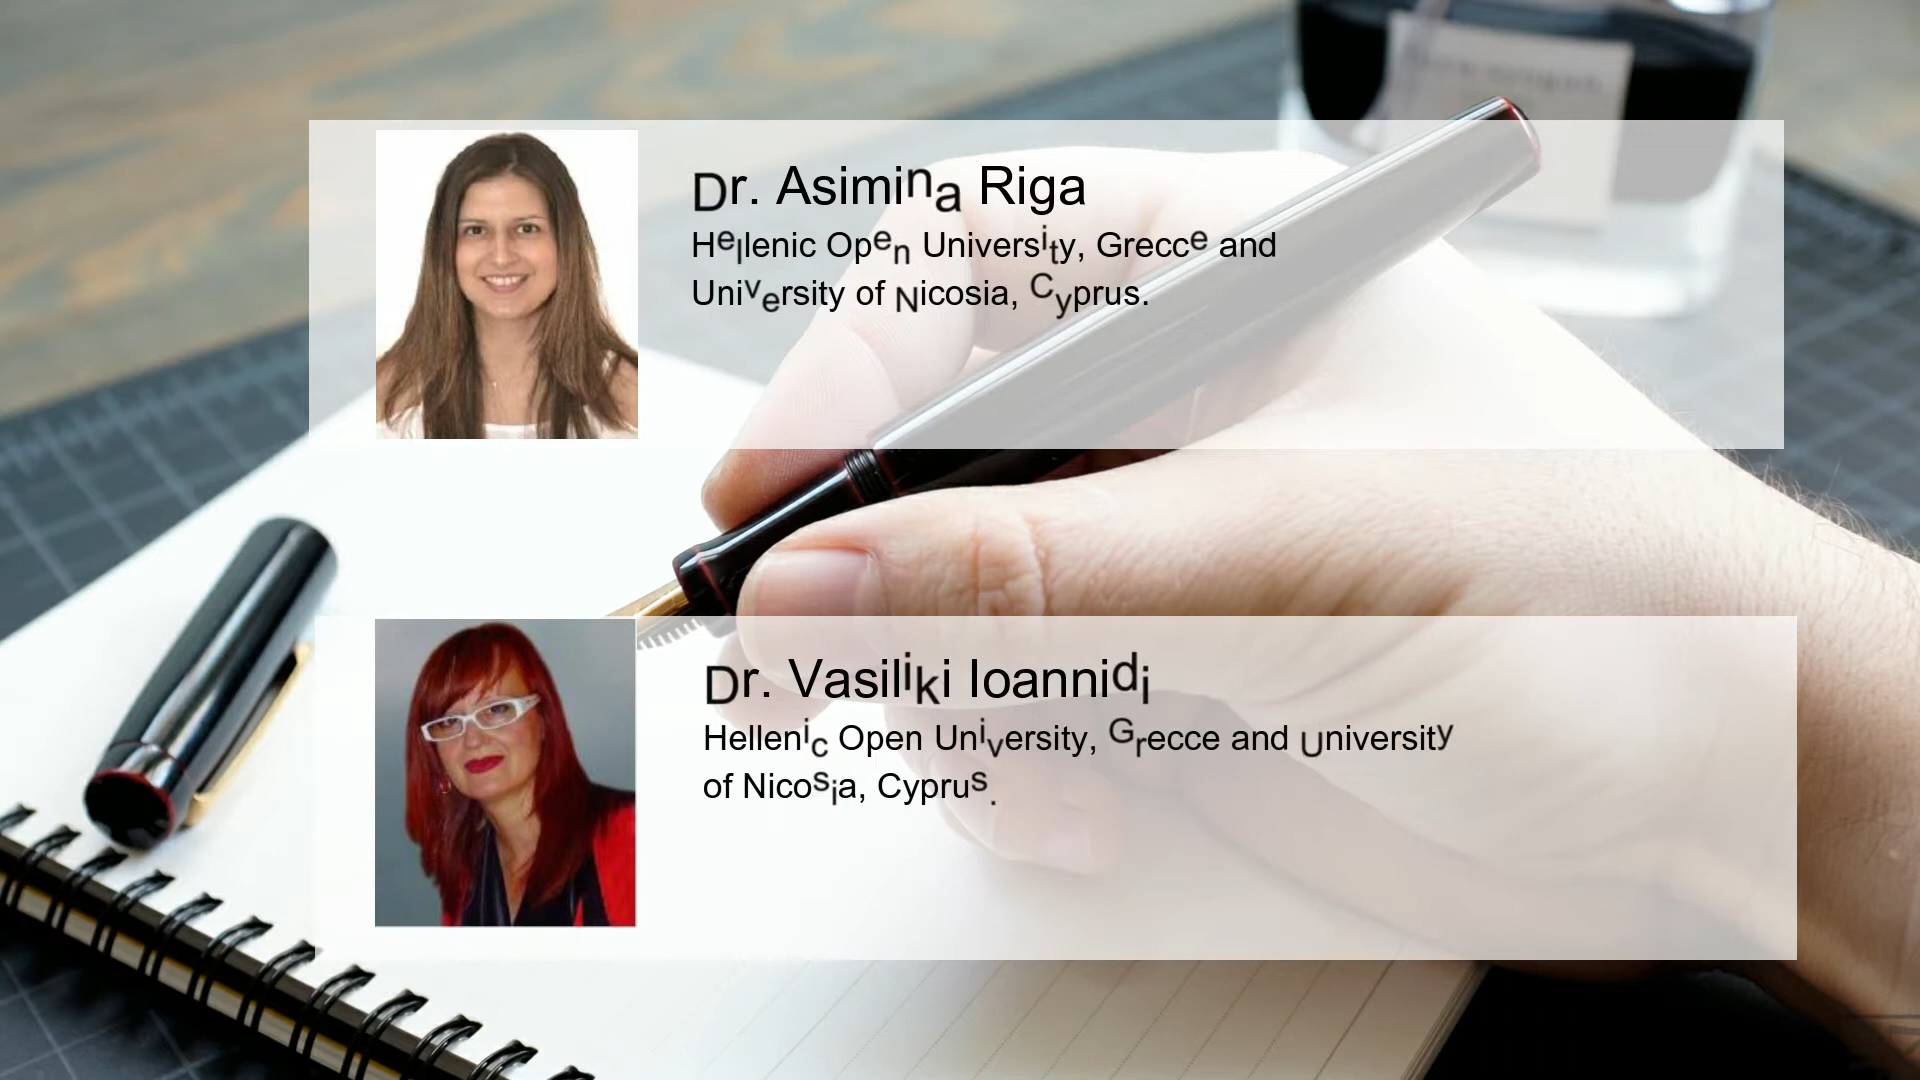 Dr. Asimina Riga
Hellenic Open University, Grecce and
University of Nicosia, Cyprus.
Dr. Vasiliki Ioannidi
Hellenic Open University, Grecce and University
of Nicosia, Cyprus.